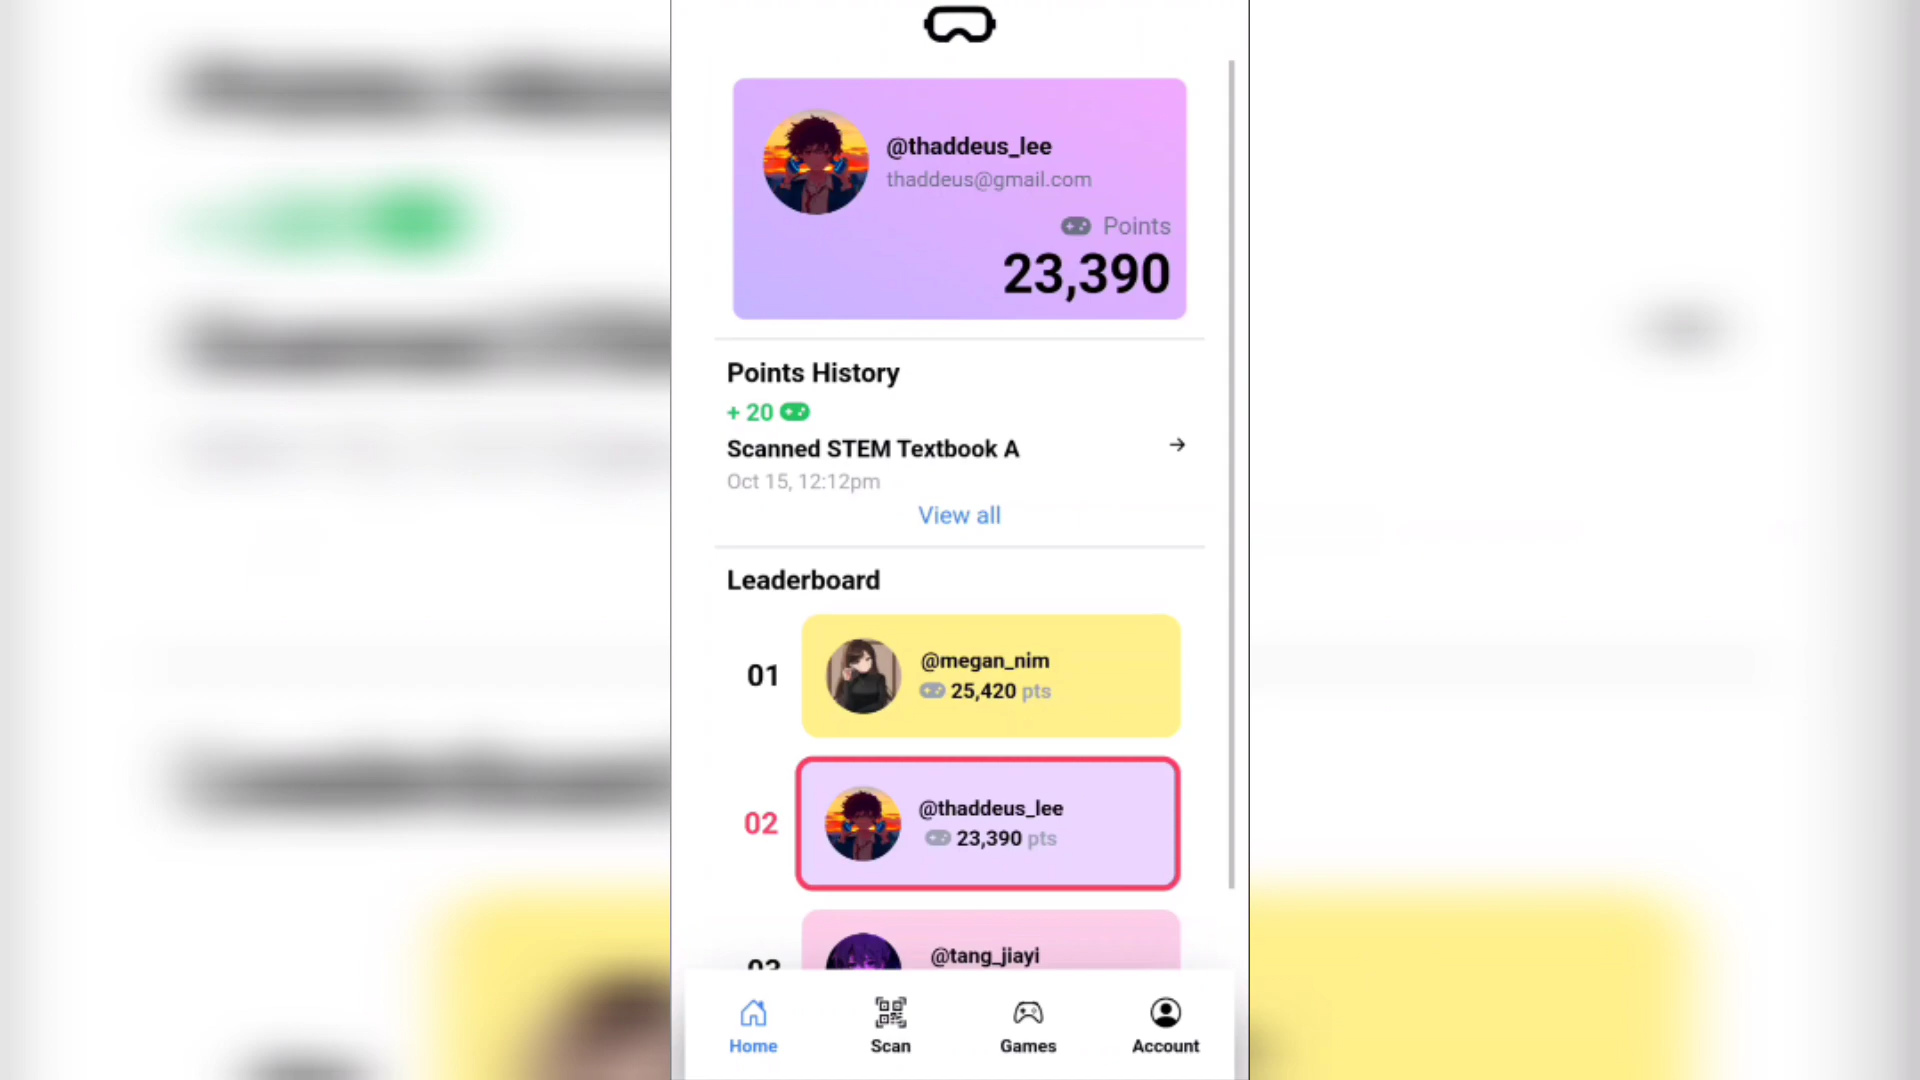 @thaddeus_lee
thaddeus@gmail.com
Points
23,390
Points History
+ 20
Scanned STEM Textbook A
Oct 15, 12:12pm
View all
Leaderboard
01
@megan_nim
25,420 pts
02
@thaddeus_lee
23,390 pts
03
@tang_jiayi
Home
Scan
Games
Account